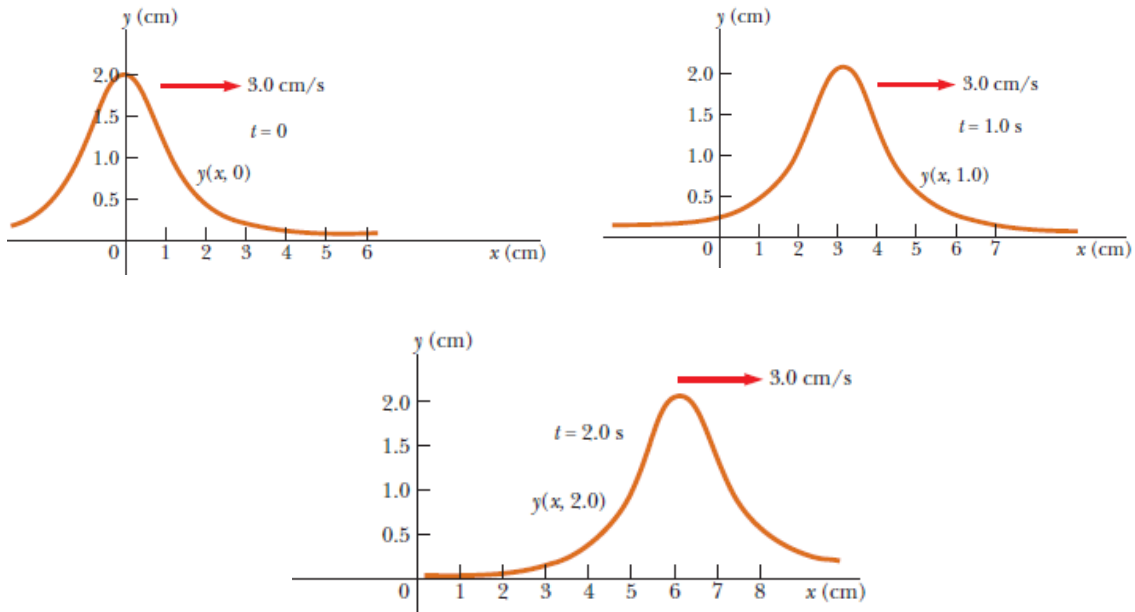 y (cm)
2.0
3.0 cm/s
1.5
t = 0
1.0
y(x, 0)
0.5
0 1 2 3 4 5 6 x (cm)
y (cm)
2.0
3.0 cm/s
1.5
t = 1.0 s
1.0
y(x, 1.0)
0.5
0 1 2 3 4 5 6 7 x (cm)
y (cm)
3.0 cm/s
2.0
t = 2.0 s
1.5
1.0
y(x, 2.0)
0.5
0 1 2 3 4 5 6 7 8 x (cm)